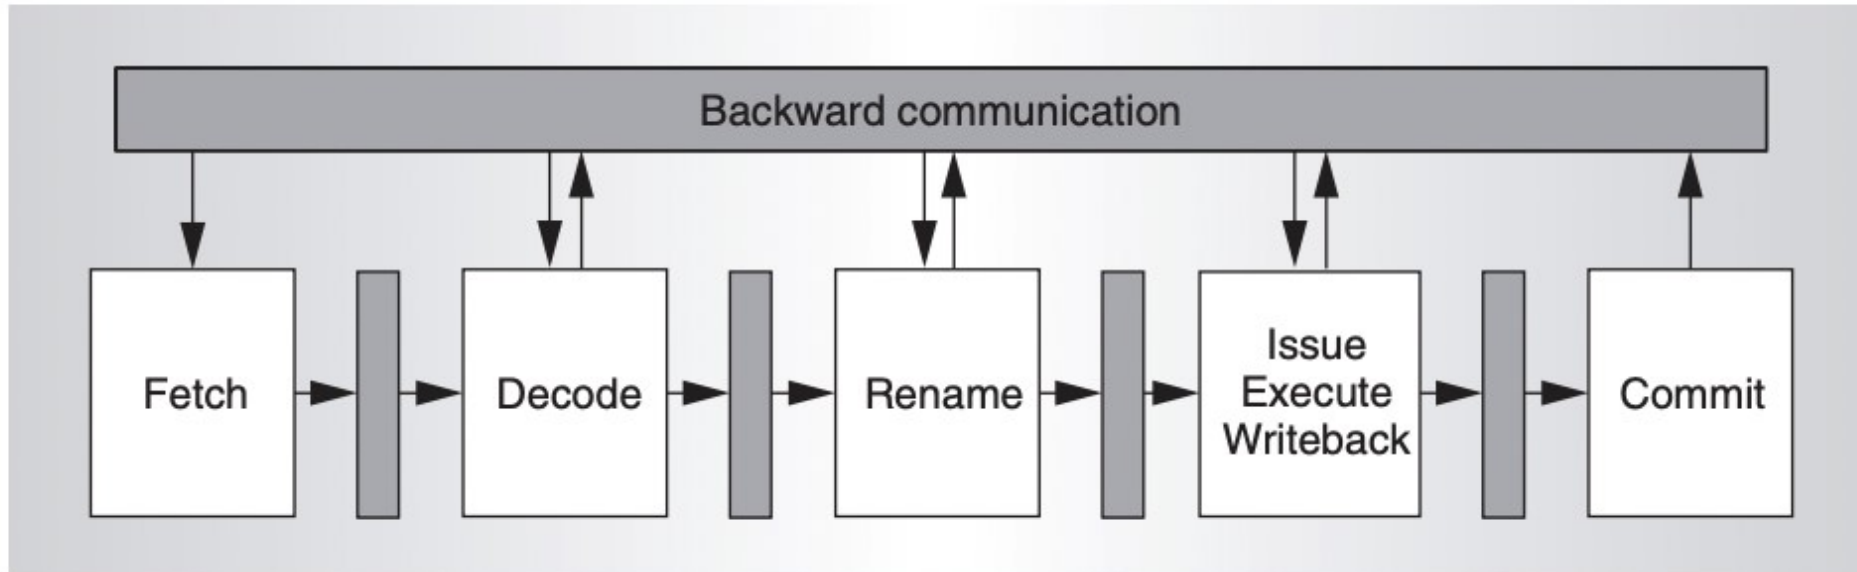 Backward communication
Fetch
Decode
Rename
Issue
Execute
Writeback
Commit